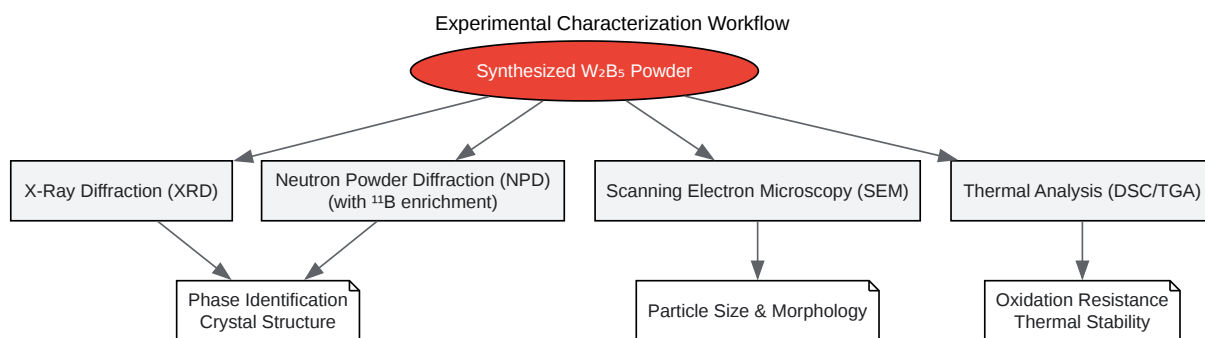 Experimental Characterization Workflow
Synthesized W₂B₅ Powder
X-Ray Diffraction (XRD)
Neutron Powder Diffraction (NPD)
(with ¹¹B enrichment)
Scanning Electron Microscopy (SEM)
Thermal Analysis (DSC/TGA)
Phase Identification
Crystal Structure
Particle Size & Morphology
Oxidation Resistance
Thermal Stability